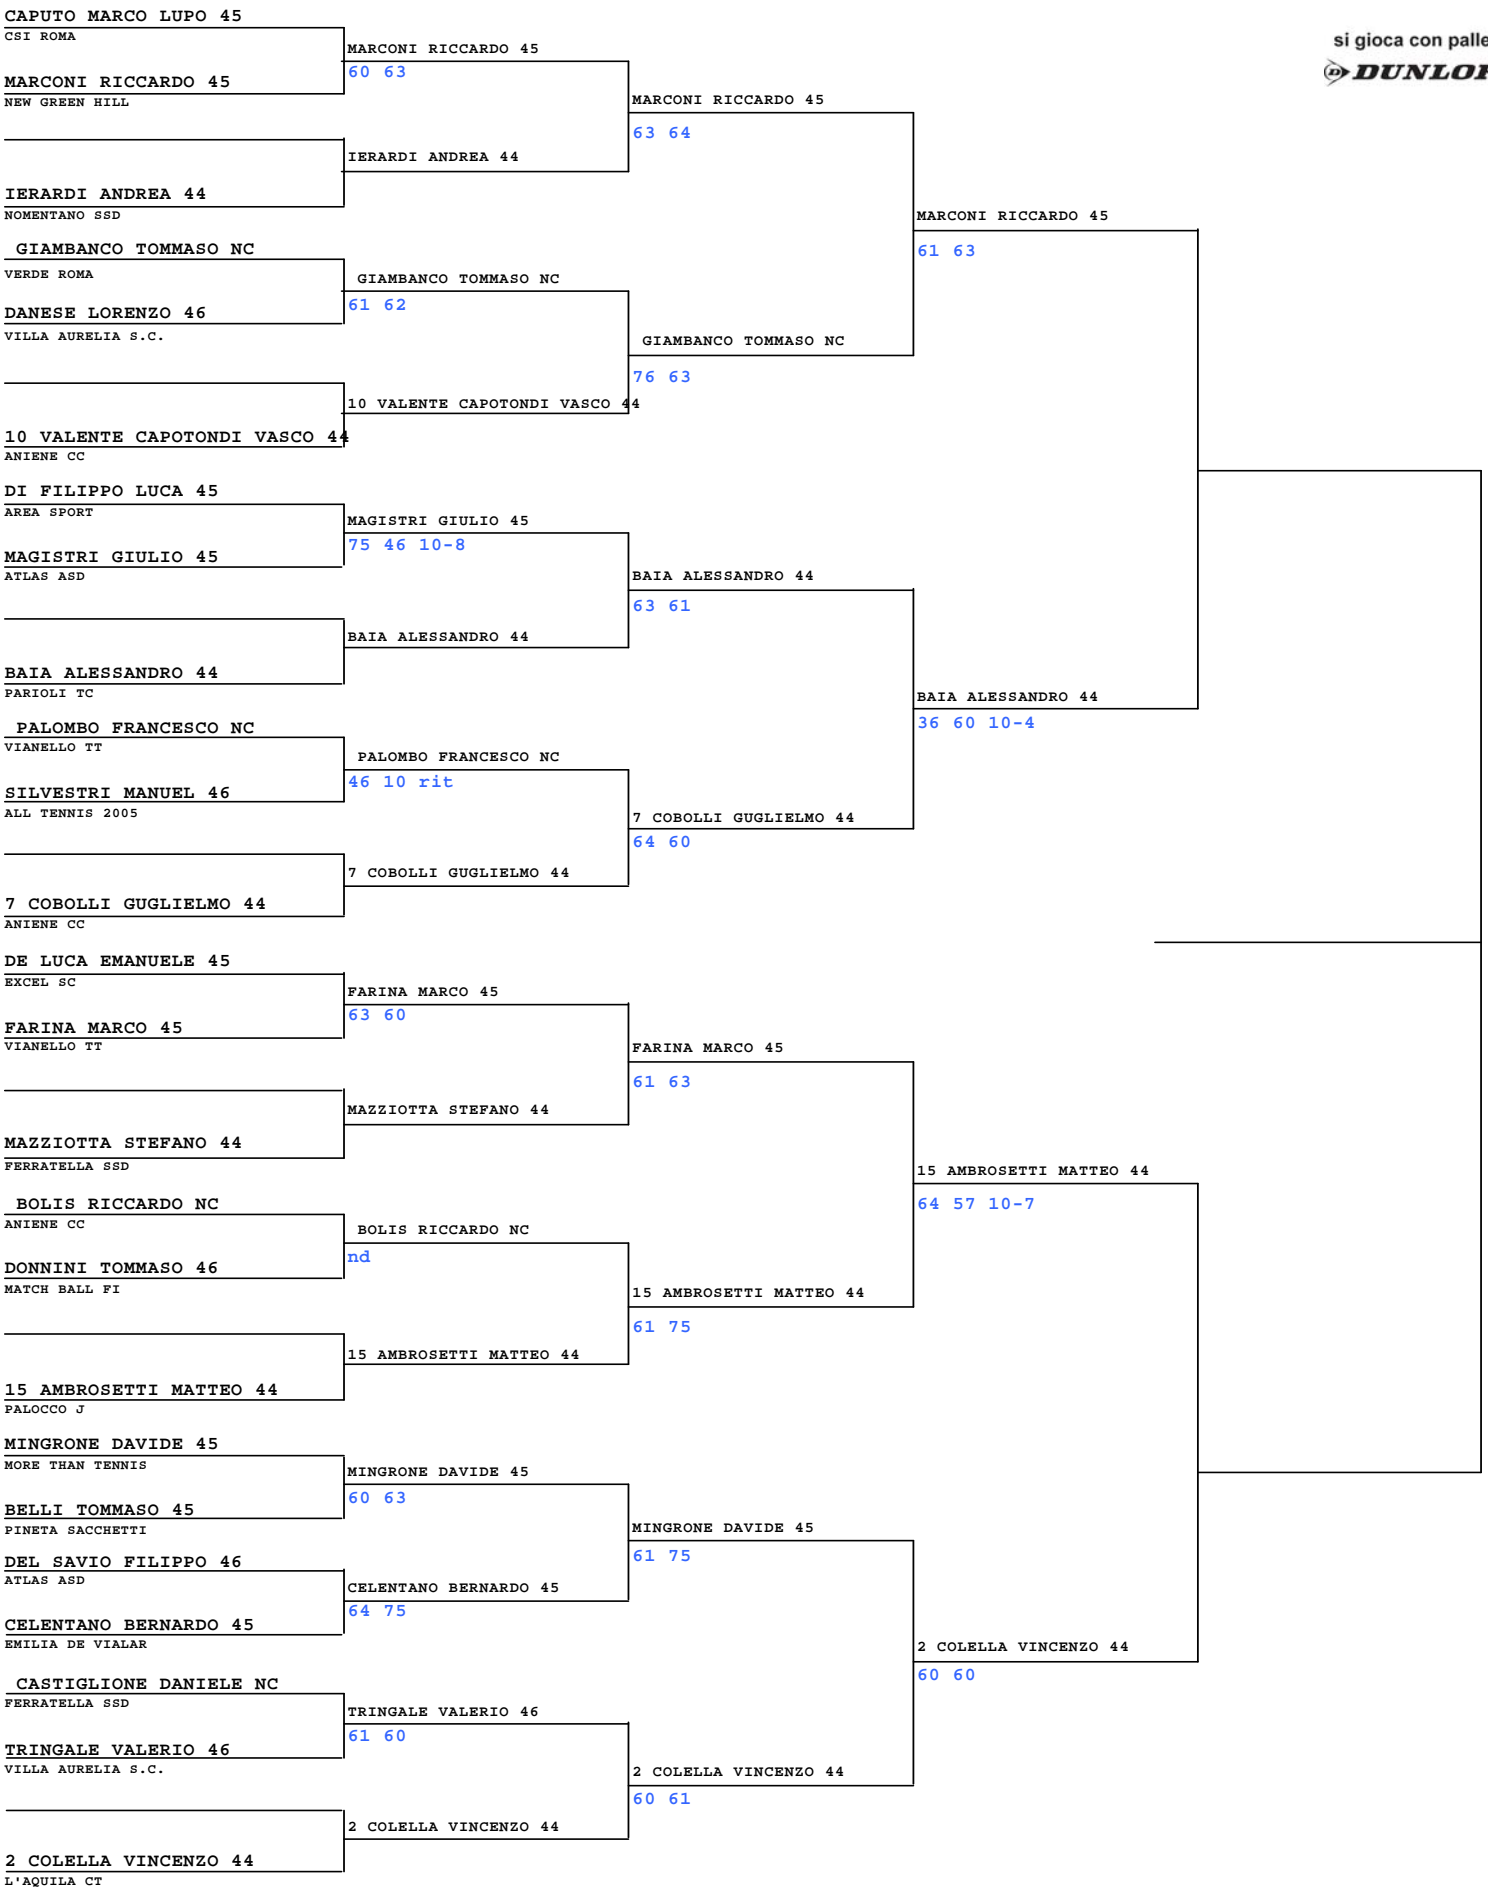 CAPUTO MARCO LUPO 45
CSI ROMA
MARCONI RICCARDO 45
NEW GREEN HILL
IERARDI ANDREA 44
NOMENTANO SSD
GIAMBANCO TOMMASO NC
VERDE ROMA
DANESE LORENZO 46
VILLA AURELIA S.C.
10 VALENTE CAPOTONDI VASCO 44
ANIENE CC
DI FILIPPO LUCA 45
AREA SPORT
MAGISTRI GIULIO 45
ATLAS ASD
BAIA ALESSANDRO 44
PARIOLI TC
PALOMBO FRANCESCO NC
VIANELLO TT
SILVESTRI MANUEL 46
ALL TENNIS 2005
7 COBOLLI GUGLIELMO 44
ANIENE CC
DE LUCA EMANUELE 45
EXCEL SC
FARINA MARCO 45
VIANELLO TT
MAZZIOTTA STEFANO 44
FERRATELLA SSD
BOLIS RICCARDO NC
ANIENE CC
DONNINI TOMMASO 46
MATCH BALL FI
15 AMBROSETTI MATTEO 44
PALOCCO J
MINGRONE DAVIDE 45
MORE THAN TENNIS
BELLI TOMMASO 45
PINETA SACCHETTI
DEL SAVIO FILIPPO 46
ATLAS ASD
CELENTANO BERNARDO 45
EMILIA DE VIALAR
CASTIGLIONE DANIELE NC
FERRATELLA SSD
TRINGALE VALERIO 46
VILLA AURELIA S.C.
2 COLELLA VINCENZO 44
L'AQUILA CT
MARCONI RICCARDO 45
60 63
IERARDI ANDREA 44
GIAMBANCO TOMMASO NC
61 62
10 VALENTE CAPOTONDI VASCO 44
MAGISTRI GIULIO 45
75 46 10-8
BAIA ALESSANDRO 44
PALOMBO FRANCESCO NC
46 10 rit
7 COBOLLI GUGLIELMO 44
FARINA MARCO 45
63 60
MAZZIOTTA STEFANO 44
BOLIS RICCARDO NC
nd
15 AMBROSETTI MATTEO 44
MINGRONE DAVIDE 45
60 63
CELENTANO BERNARDO 45
64 75
TRINGALE VALERIO 46
61 60
2 COLELLA VINCENZO 44
MARCONI RICCARDO 45
63 64
GIAMBANCO TOMMASO NC
76 63
BAIA ALESSANDRO 44
63 61
7 COBOLLI GUGLIELMO 44
64 60
FARINA MARCO 45
61 63
15 AMBROSETTI MATTEO 44
61 75
MINGRONE DAVIDE 45
61 75
2 COLELLA VINCENZO 44
60 61
MARCONI RICCARDO 45
61 63
BAIA ALESSANDRO 44
36 60 10-4
15 AMBROSETTI MATTEO 44
64 57 10-7
2 COLELLA VINCENZO 44
60 60
si gioca con palle
DUNLOP